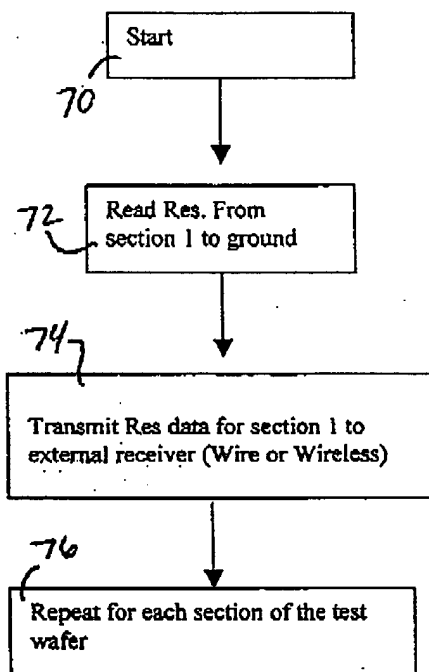 Start
70
Read Res. From
section 1 to ground
72
74
Transmit Res data for section 1 to
external receiver (Wire or Wireless)
76
Repeat for each section of the test
wafer